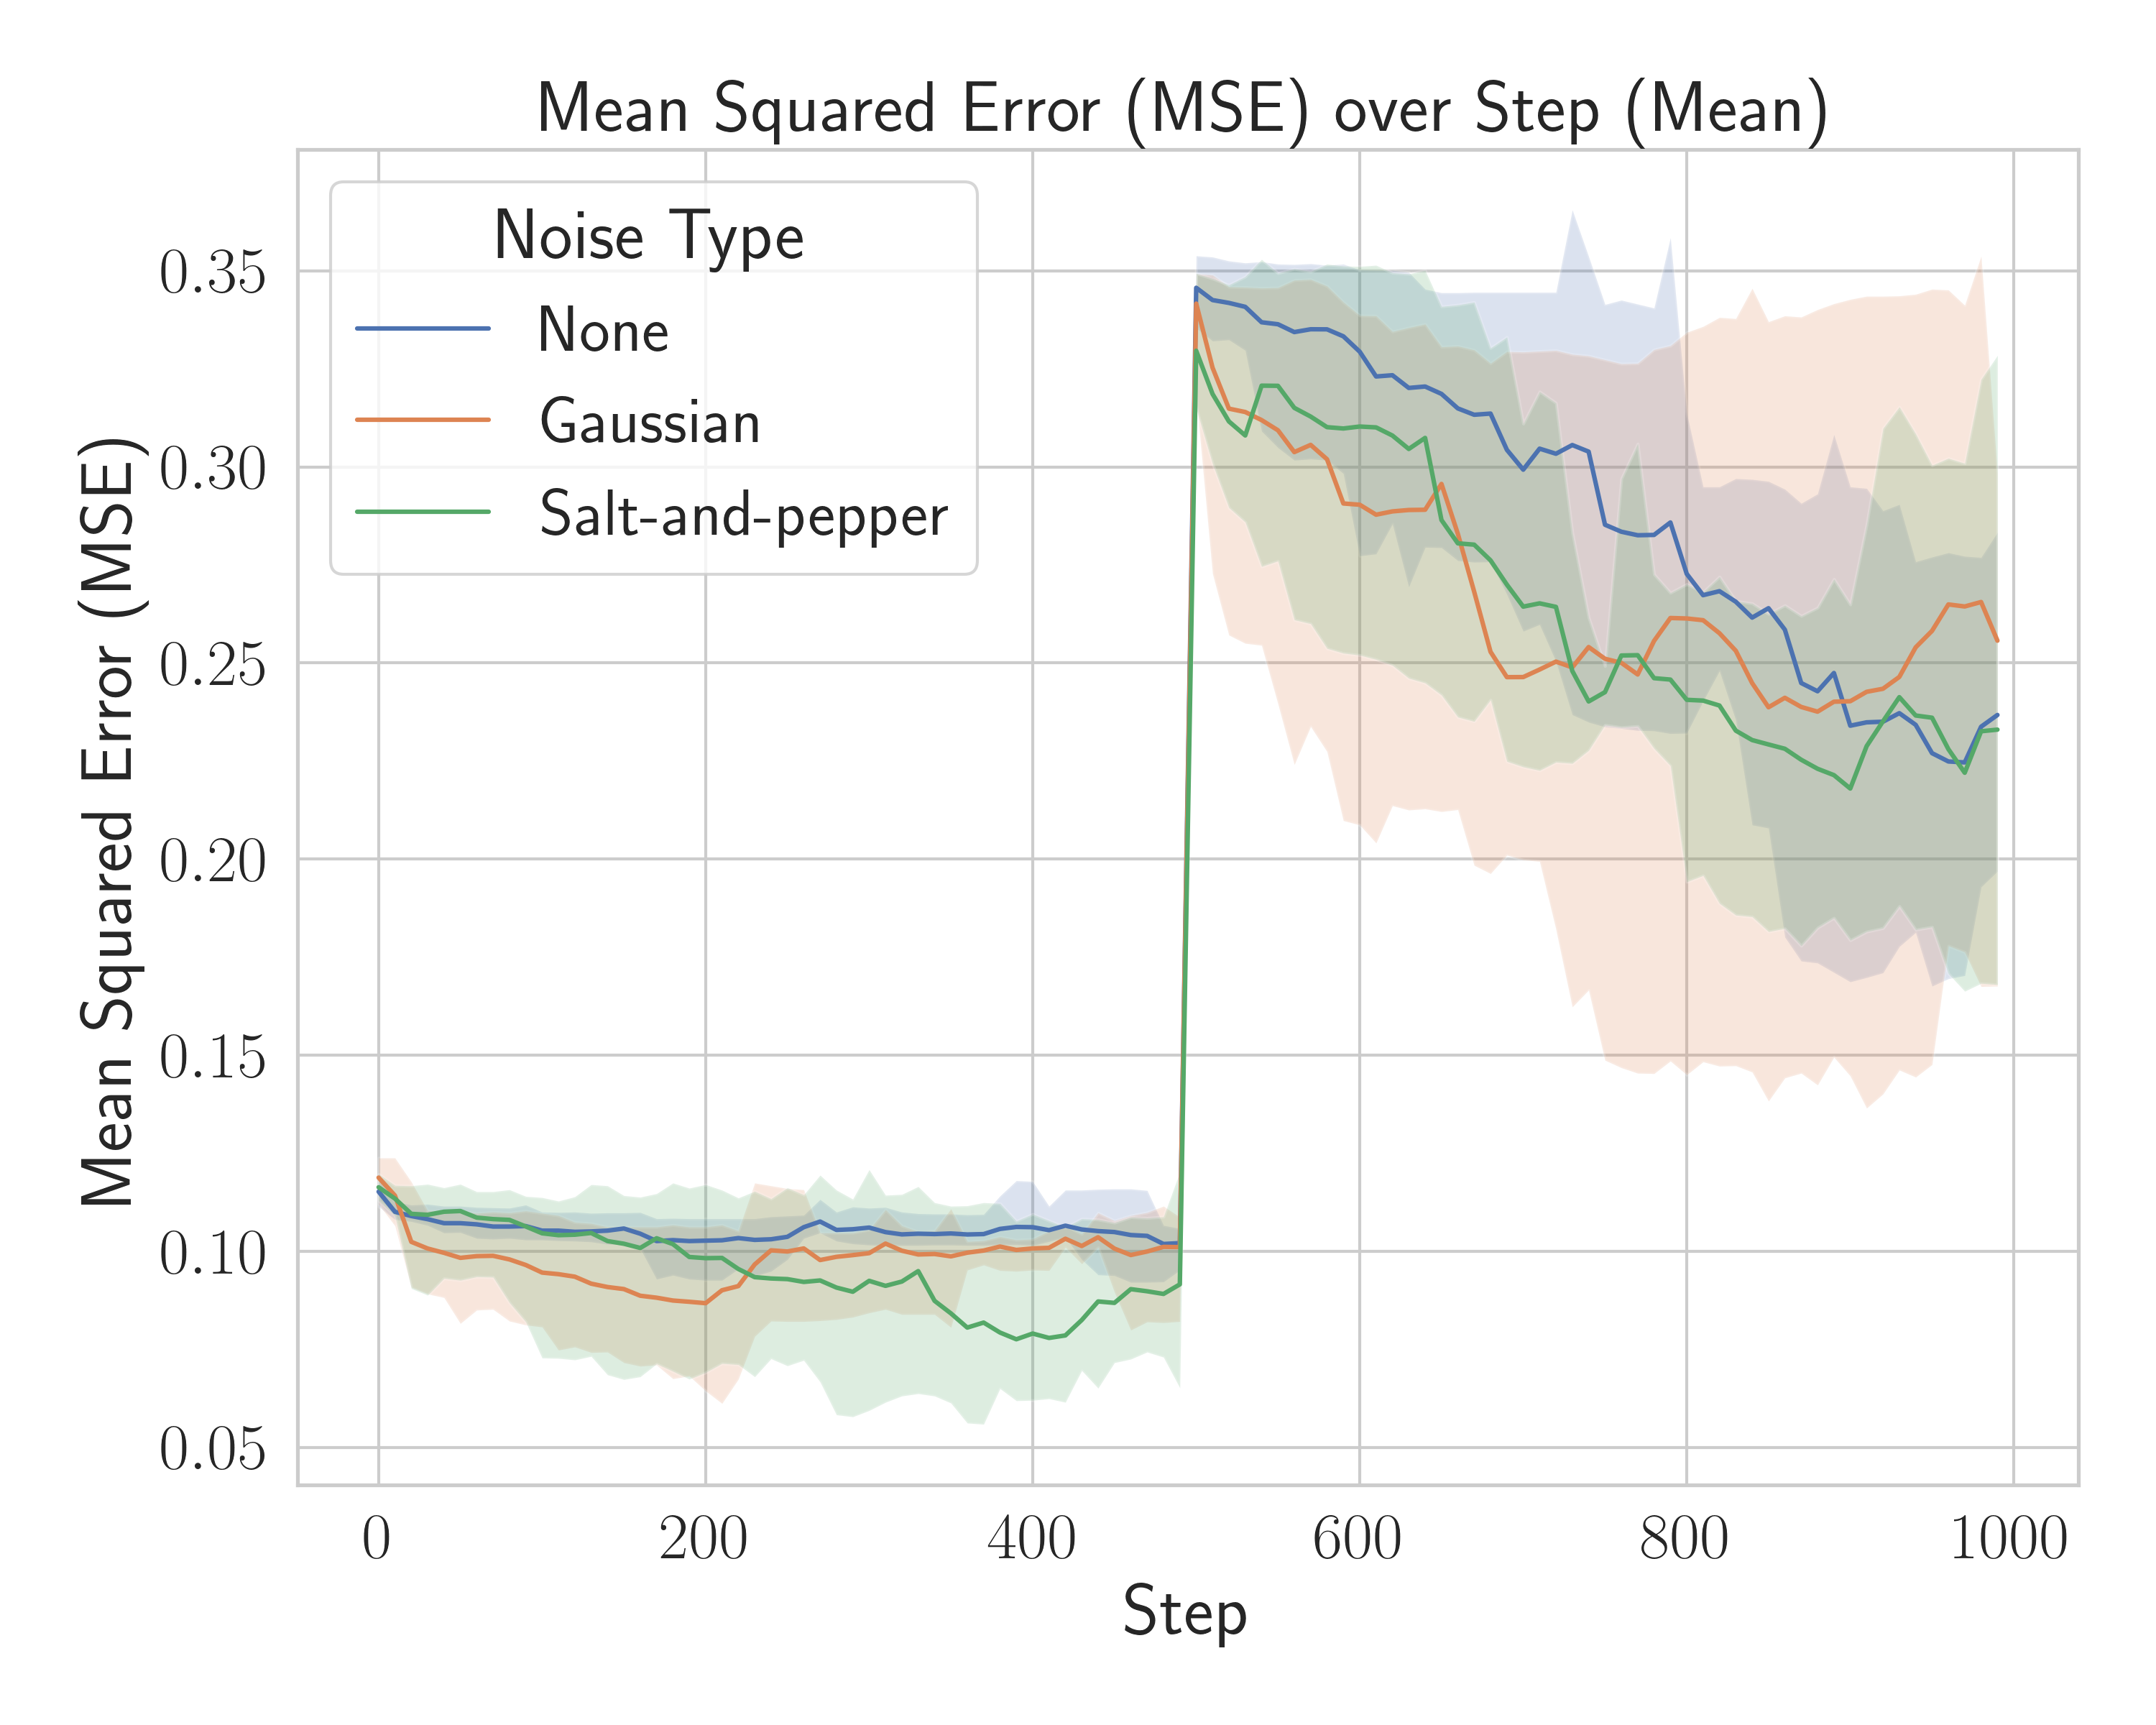 Mean Squared Error (MSE) over Step (Mean)
Noise Type
None
Gaussian
Salt-and-pepper
Mean Squared Error (MSE)
0.35
0.30
0.25
0.20
0.15
0.10
0.05
0 200 400 600 800 1000
Step